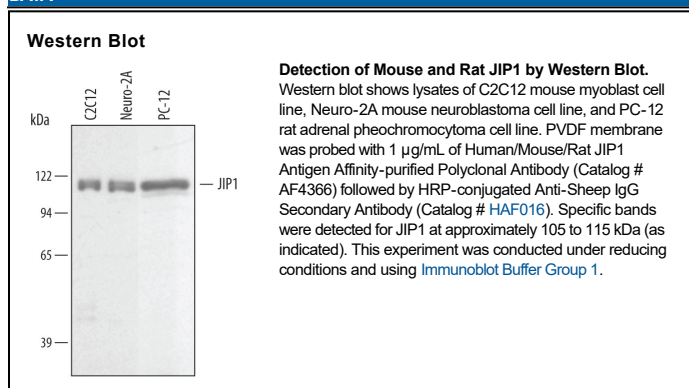 Western Blot
Detection of Mouse and Rat JIP1 by Western Blot.
Western blot shows lysates of C2C12 mouse myoblast cell
line, Neuro-2A mouse neuroblastoma cell line, and PC-12
rat adrenal pheochromocytoma cell line. PVDF membrane
was probed with 1 µg/mL of Human/Mouse/Rat JIP1
Antigen Affinity-purified Polyclonal Antibody (Catalog #
AF4366) followed by HRP-conjugated Anti-Sheep IgG
Secondary Antibody (Catalog # HAF016). Specific bands
were detected for JIP1 at approximately 105 to 115 kDa (as
indicated). This experiment was conducted under reducing
conditions and using Immunoblot Buffer Group 1.
kDa
C2C12
Neuro-2A
PC-12
122
JIP1
94
65
39